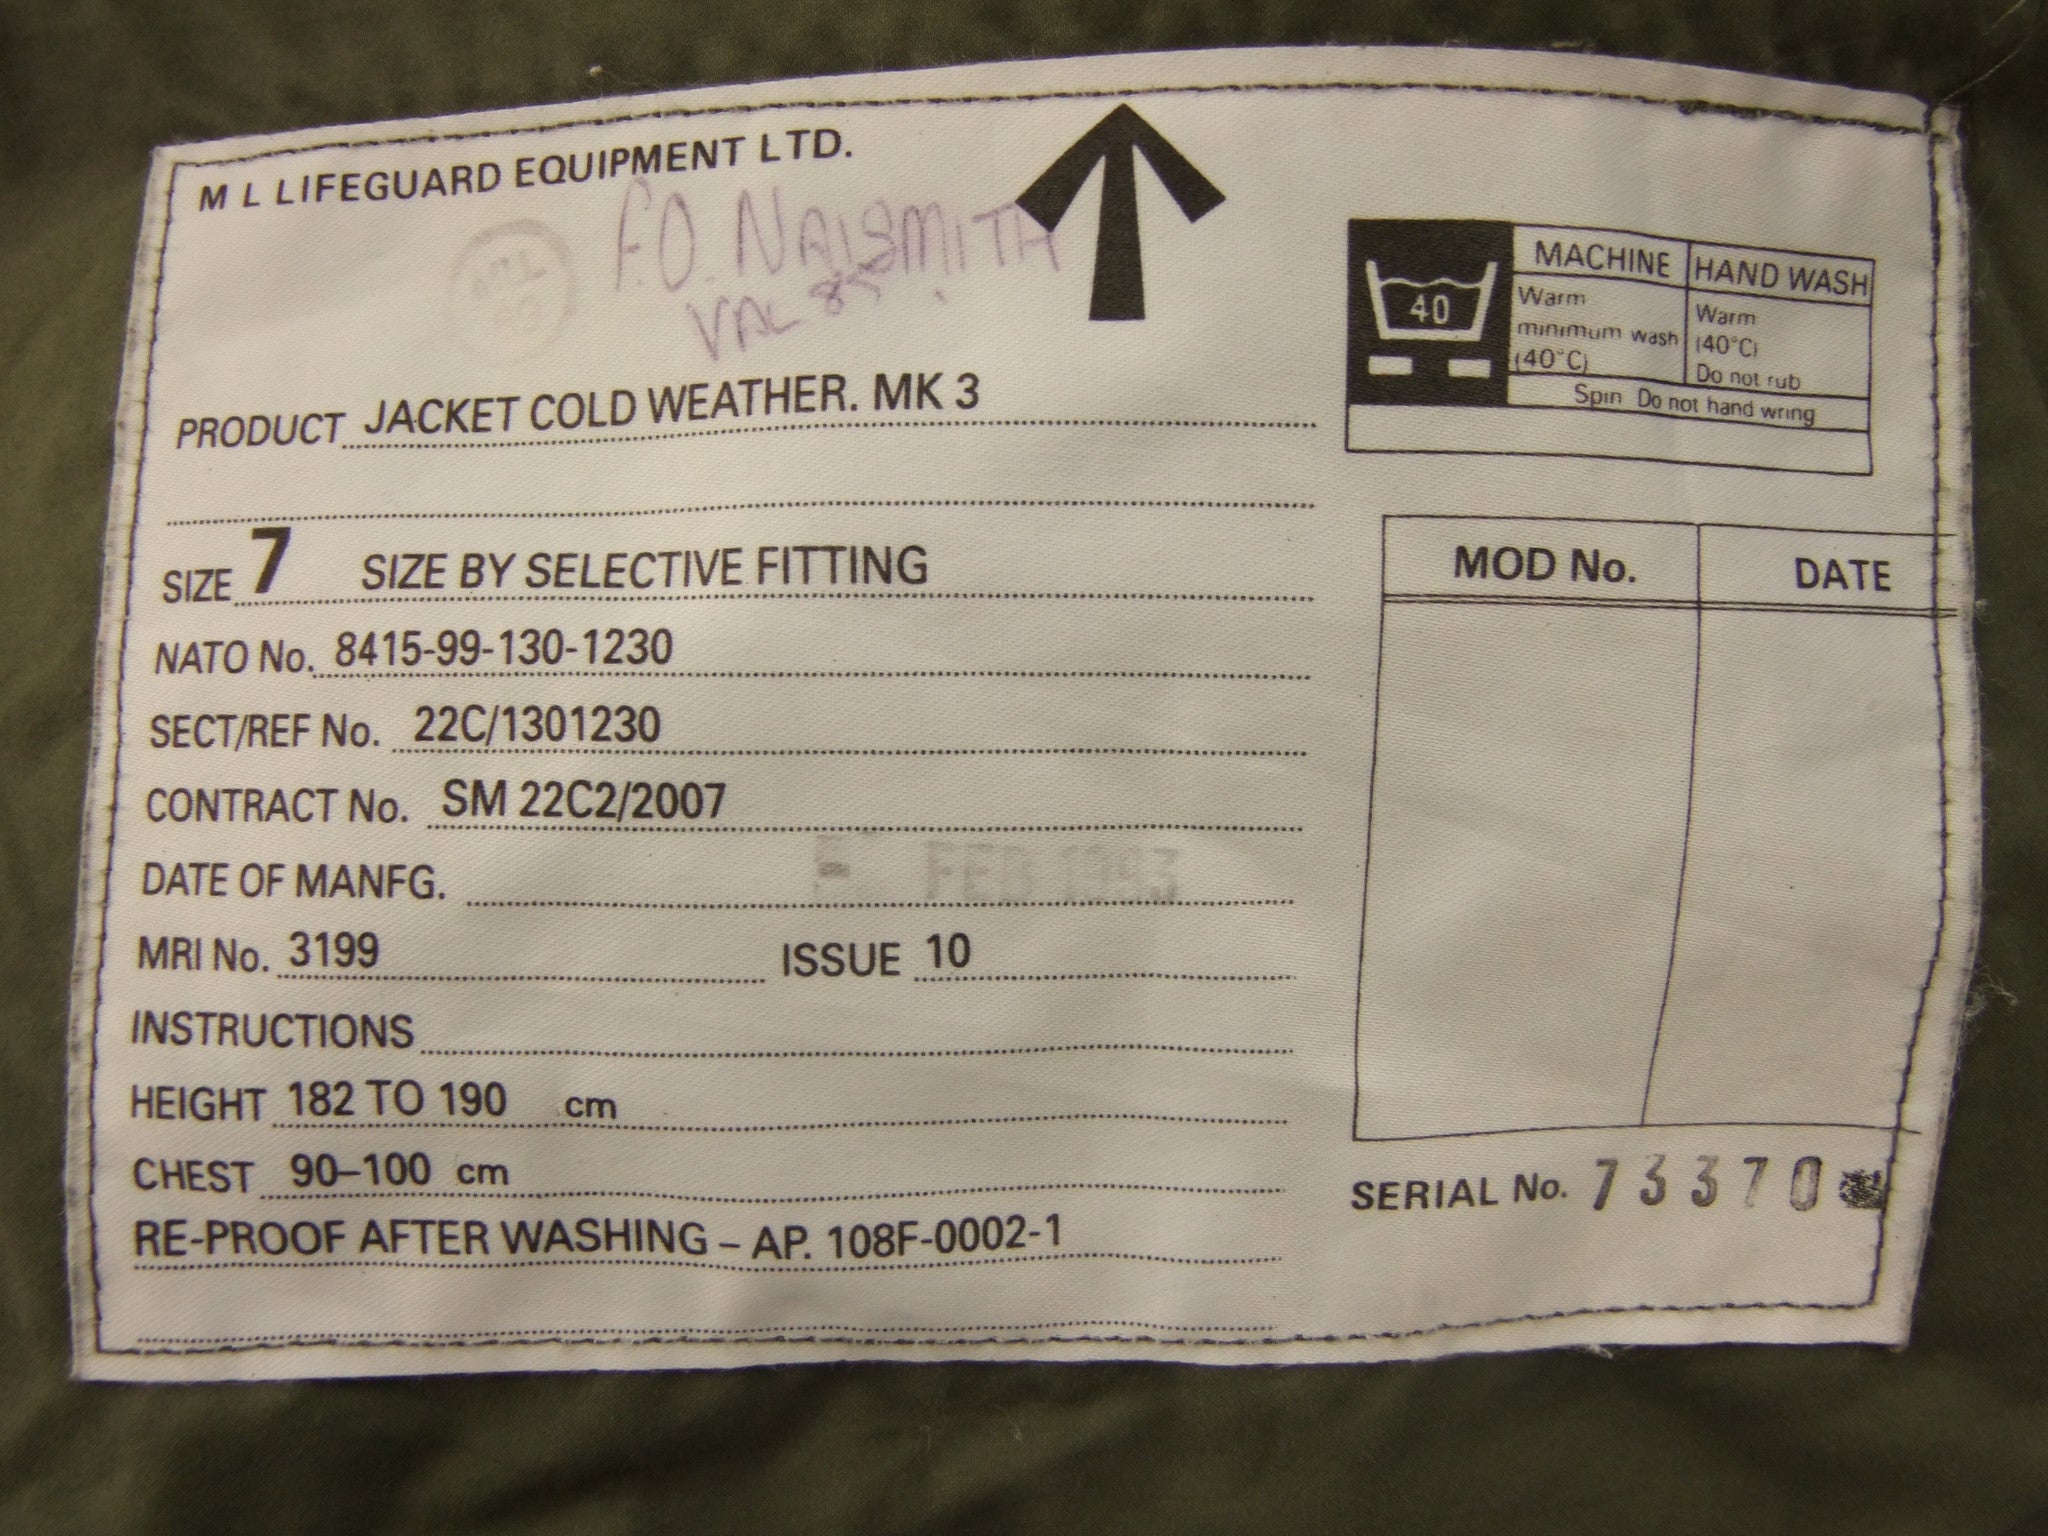 M L LIFEGUARD EQUIPMENT LTD.
F.O. NAISMITH
VAL 85
PRODUCT JACKET COLD WEATHER. MK 3
SIZE 7 SIZE BY SELECTIVE FITTING
NATO No. 8415-99-130-1230
SECT/REF No. 22C/1301230
CONTRACT No. SM 22C2/2007
DATE OF MANFG. FEB 1993
MRI No. 3199 ISSUE 10
INSTRUCTIONS
HEIGHT 182 TO 190 cm
CHEST 90–100 cm
RE-PROOF AFTER WASHING – AP. 108F-0002-1
40
MACHINE
Warm
minimum wash
(40°C)
HAND WASH
Warm
(40°C)
Do not rub
Spin Do not hand wring
MOD No. DATE
SERIAL No. 73370